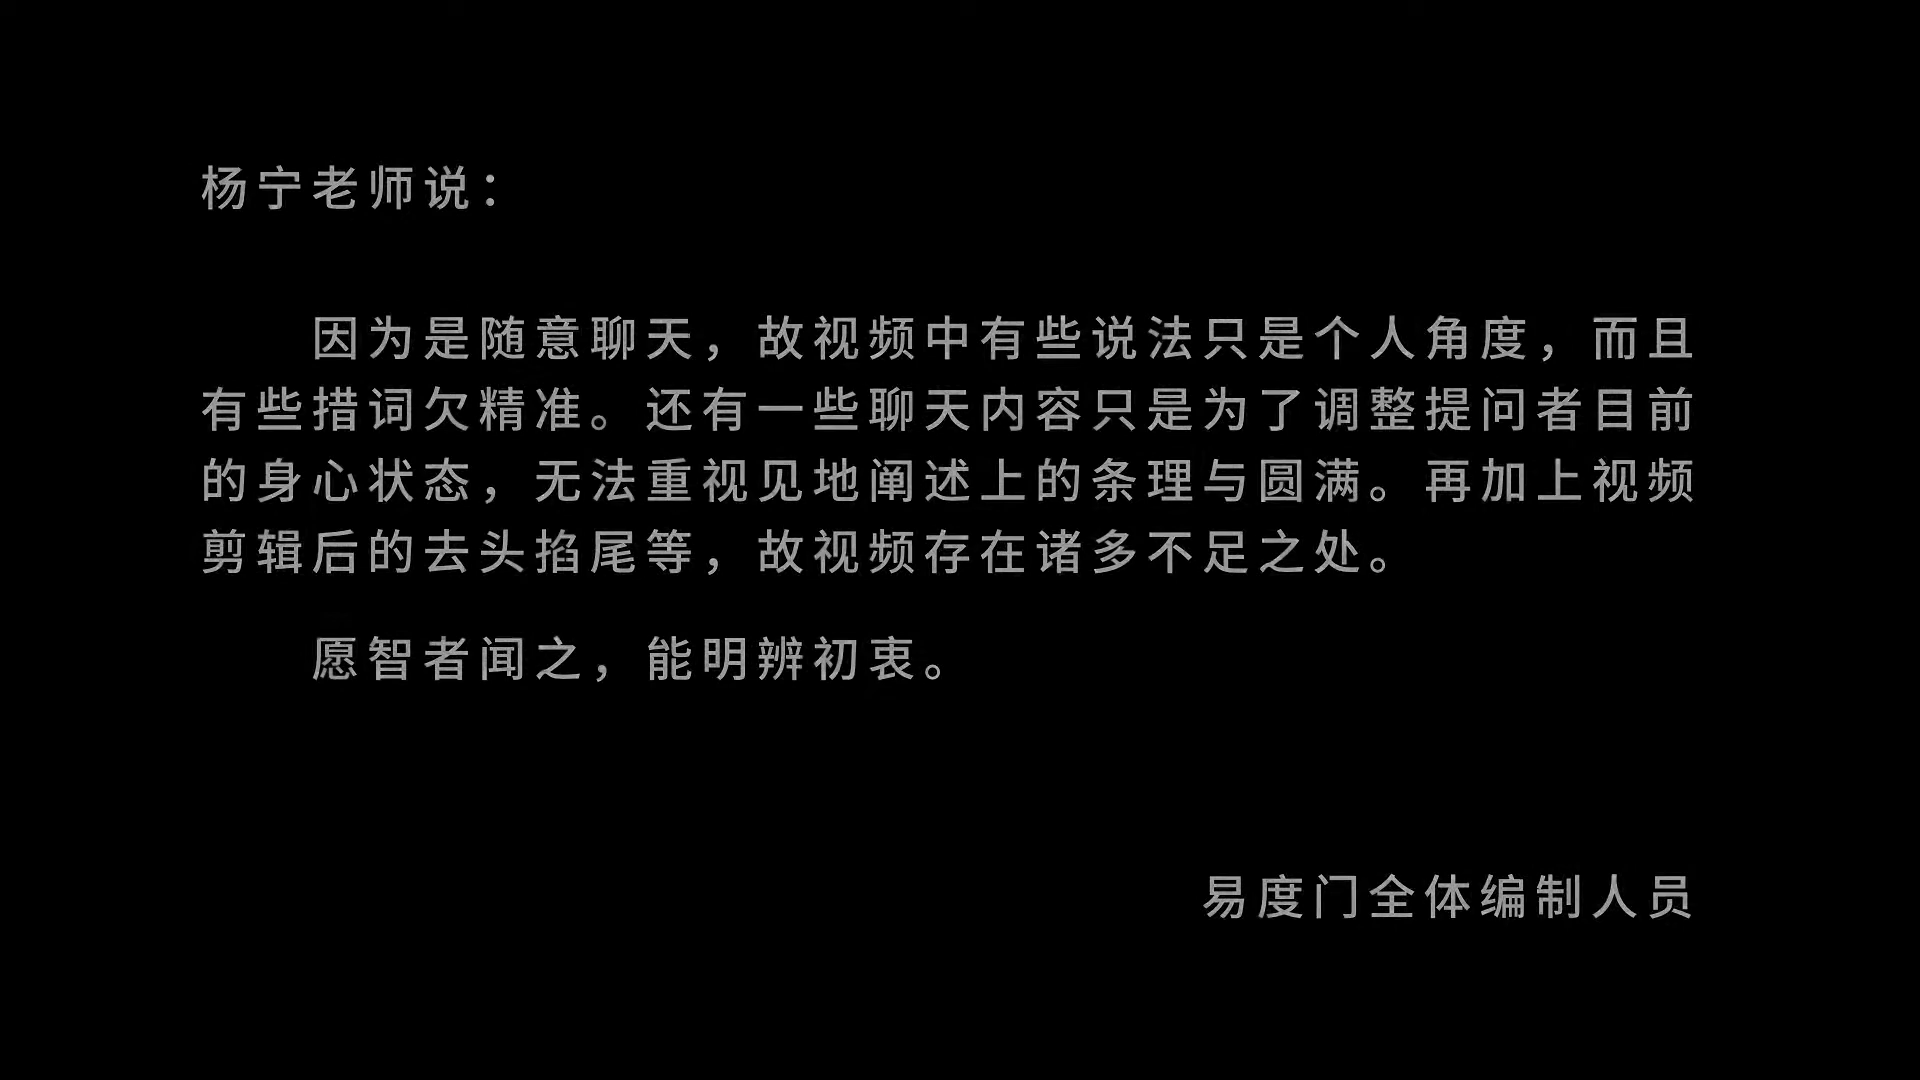 杨宁老师说：
因为是随意聊天，故视频中有些说法只是个人角度，而且
有些措词欠精准。还有一些聊天内容只是为了调整提问者目前
的身心状态，无法重视见地阐述上的条理与圆满。再加上视频
剪辑后的去头掐尾等，故视频存在诸多不足之处。
愿智者闻之，能明辨初衷。
易度门全体编制人员